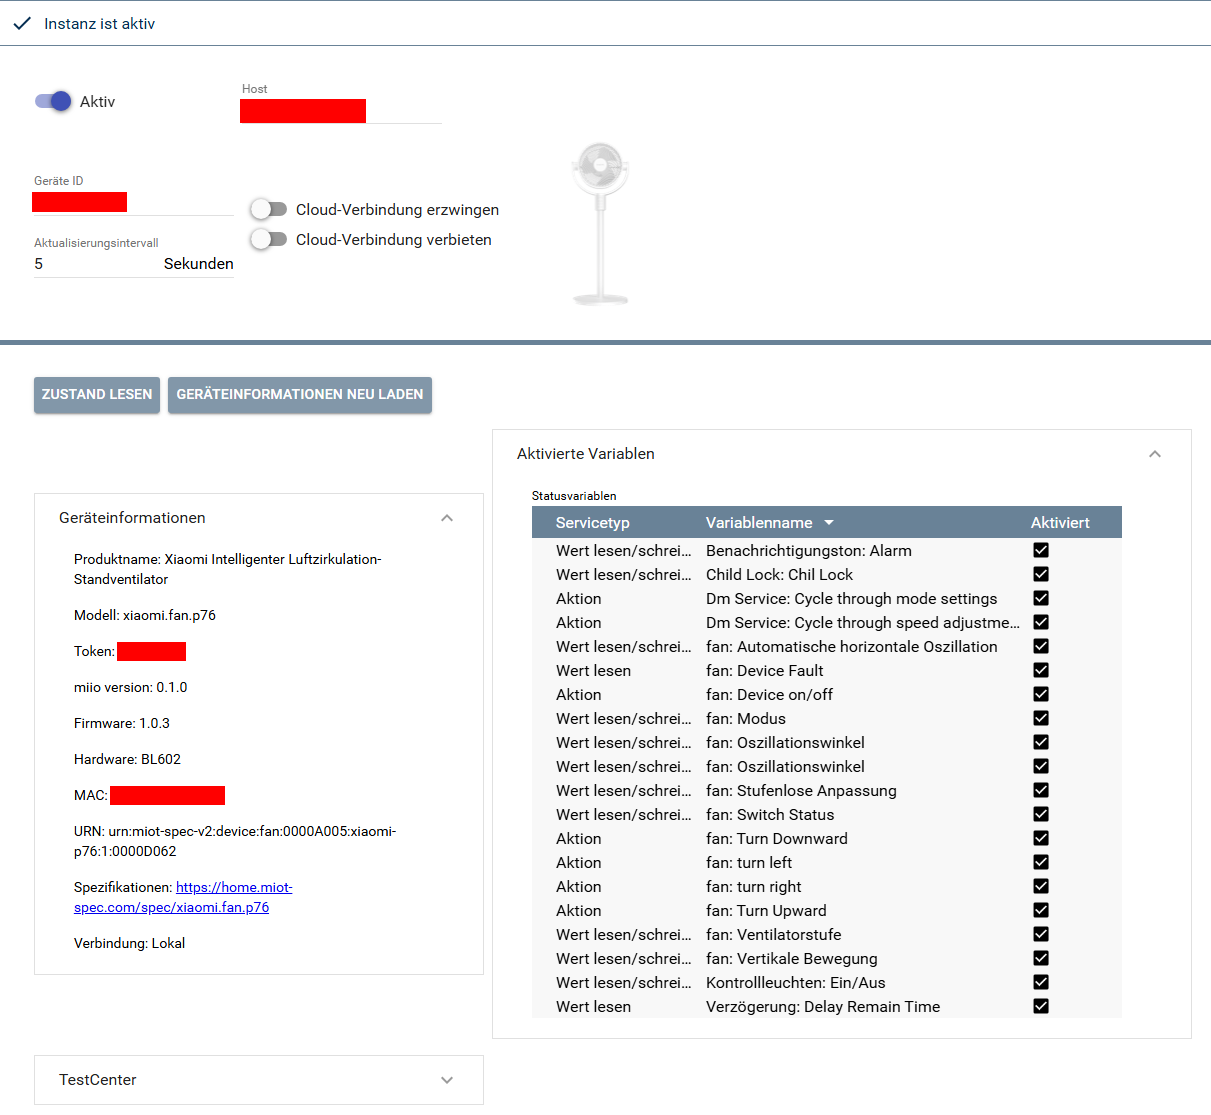 Instanz ist aktiv
Aktiv
Host
Geräte ID
Cloud-Verbindung erzwingen
Cloud-Verbindung verbieten
Aktualisierungsintervall
5 Sekunden
ZUSTAND LESEN
GERÄTEINFORMATIONEN NEU LADEN
Geräteinformationen
Produktname: Xiaomi Intelligenter Luftzirkulation-
Standventilator
Modell: xiaomi.fan.p76
Token:
miio version: 0.1.0
Firmware: 1.0.3
Hardware: BL602
MAC:
URN: urn:miot-spec-v2:device:fan:0000A005:xiaomi-
p76:1:0000D062
Spezifikationen: https://home.miot-
spec.com/spec/xiaomi.fan.p76
Verbindung: Lokal
TestCenter
Aktivierte Variablen
Statusvariablen
Servicetyp Variablenname Aktiviert
Wert lesen/schrei... Benachrichtigungston: Alarm
Wert lesen/schrei... Child Lock: Chil Lock
Aktion Dm Service: Cycle through mode settings
Aktion Dm Service: Cycle through speed adjustme...
Wert lesen/schrei... fan: Automatische horizontale Oszillation
Wert lesen fan: Device Fault
Aktion fan: Device on/off
Wert lesen/schrei... fan: Modus
Wert lesen/schrei... fan: Oszillationswinkel
Wert lesen/schrei... fan: Oszillationswinkel
Wert lesen/schrei... fan: Stufenlose Anpassung
Wert lesen/schrei... fan: Switch Status
Aktion fan: Turn Downward
Aktion fan: turn left
Aktion fan: turn right
Aktion fan: Turn Upward
Wert lesen/schrei... fan: Ventilatorstufe
Wert lesen/schrei... fan: Vertikale Bewegung
Wert lesen/schrei... Kontrollleuchten: Ein/Aus
Wert lesen Verzögerung: Delay Remain Time